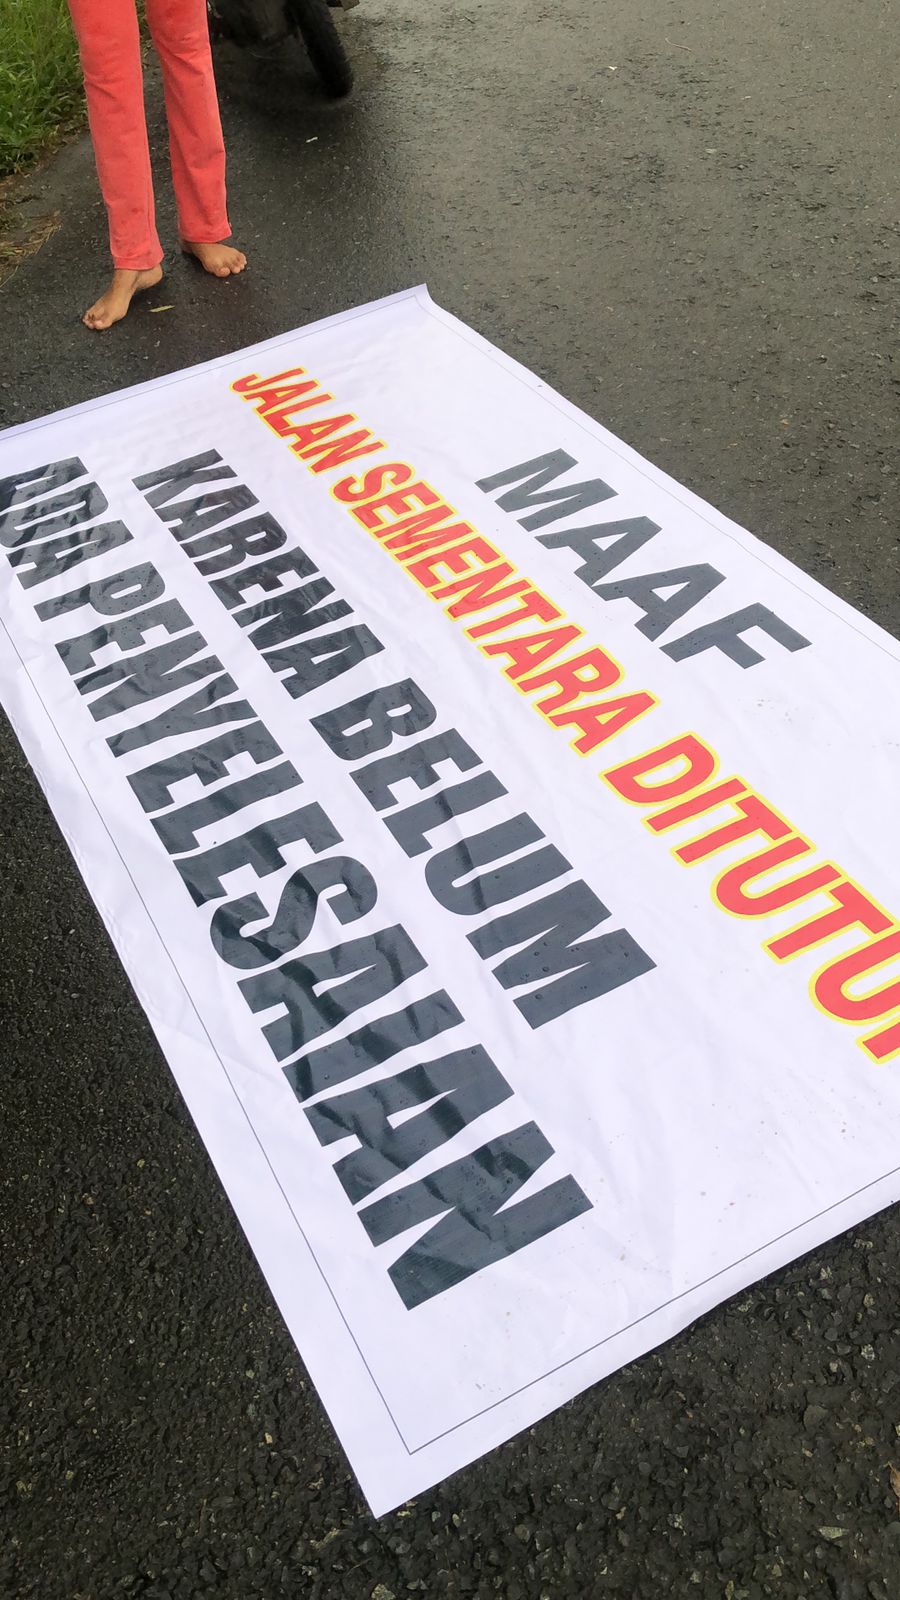 MAAF
JALAN SEMENTARA DITUTUP
KARENA BELUM
ADA PENYELESAIAN